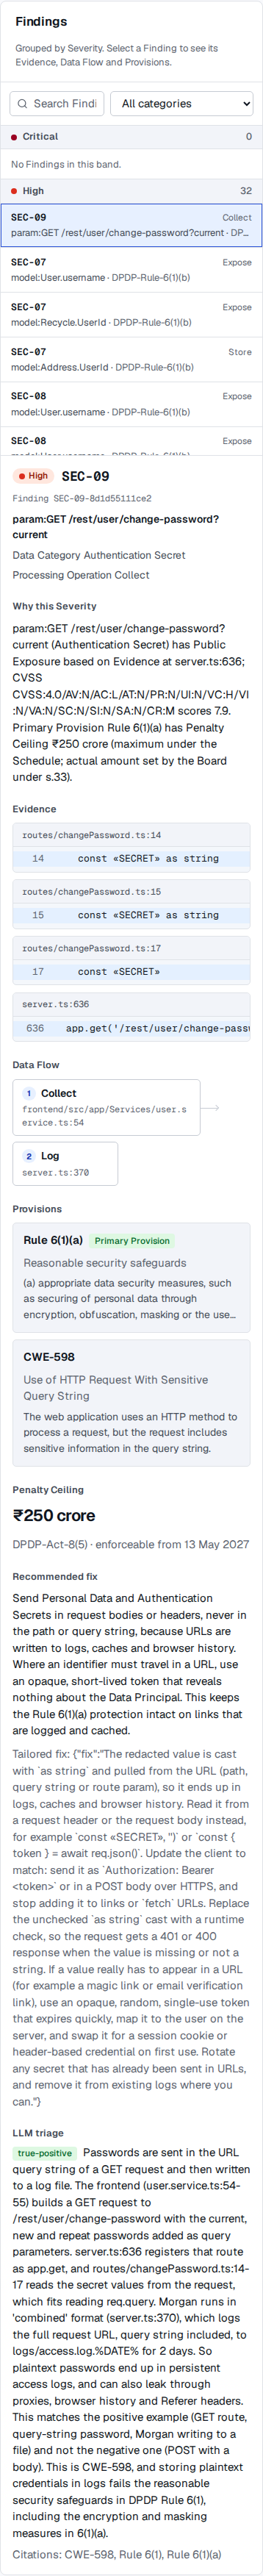 Findings
Grouped by Severity. Select a Finding to see its
Evidence, Data Flow and Provisions.
Search Findi
All categories
Critical 0
No Findings in this band.
High 32
SEC-09 Collect
param:GET /rest/user/change-password?current · DP…
SEC-07 Expose
model:User.username · DPDP-Rule-6(1)(b)
SEC-07 Expose
model:Recycle.UserId · DPDP-Rule-6(1)(b)
SEC-07 Store
model:Address.UserId · DPDP-Rule-6(1)(b)
SEC-08 Expose
model:User.username · DPDP-Rule-6(1)(b)
SEC-08 Expose
High SEC-09
Finding SEC-09-8d1d55111ce2
param:GET /rest/user/change-password?
current
Data Category Authentication Secret
Processing Operation Collect
Why this Severity
param:GET /rest/user/change-password?
current (Authentication Secret) has Public
Exposure based on Evidence at server.ts:636;
CVSS
CVSS:4.0/AV:N/AC:L/AT:N/PR:N/UI:N/VC:H/VI
:N/VA:N/SC:N/SI:N/SA:N/CR:M scores 7.9.
Primary Provision Rule 6(1)(a) has Penalty
Ceiling ₹250 crore (maximum under the
Schedule; actual amount set by the Board
under s.33).
Evidence
routes/changePassword.ts:14
14 const «SECRET» as string
routes/changePassword.ts:15
15 const «SECRET» as string
routes/changePassword.ts:17
17 const «SECRET»
server.ts:636
636 app.get('/rest/user/change-passw
Data Flow
1 Collect
frontend/src/app/Services/user.s
ervice.ts:54
2 Log
server.ts:370
Provisions
Rule 6(1)(a) Primary Provision
Reasonable security safeguards
(a) appropriate data security measures, such
as securing of personal data through
encryption, obfuscation, masking or the use…
CWE-598
Use of HTTP Request With Sensitive
Query String
The web application uses an HTTP method to
process a request, but the request includes
sensitive information in the query string.
Penalty Ceiling
₹250 crore
DPDP-Act-8(5) · enforceable from 13 May 2027
Recommended fix
Send Personal Data and Authentication
Secrets in request bodies or headers, never in
the path or query string, because URLs are
written to logs, caches and browser history.
Where an identifier must travel in a URL, use
an opaque, short-lived token that reveals
nothing about the Data Principal. This keeps
the Rule 6(1)(a) protection intact on links that
are logged and cached.
Tailored fix: {"fix":"The redacted value is cast
with `as string` and pulled from the URL (path,
query string or route param), so it ends up in
logs, caches and browser history. Read it from
a request header or the request body instead,
for example `const «SECRET», '')` or `const {
token } = await req.json()`. Update the client to
match: send it as `Authorization: Bearer
<token>` or in a POST body over HTTPS, and
stop adding it to links or `fetch` URLs. Replace
the unchecked `as string` cast with a runtime
check, so the request gets a 401 or 400
response when the value is missing or not a
string. If a value really has to appear in a URL
(for example a magic link or email verification
link), use an opaque, random, single-use token
that expires quickly, map it to the user on the
server, and swap it for a session cookie or
header-based credential on first use. Rotate
any secret that has already been sent in URLs,
and remove it from existing logs where you
can."}
LLM triage
true-positive Passwords are sent in the URL
query string of a GET request and then written
to a log file. The frontend (user.service.ts:54-
55) builds a GET request to
/rest/user/change-password with the current,
new and repeat passwords added as query
parameters. server.ts:636 registers that route
as app.get, and routes/changePassword.ts:14-
17 reads the secret values from the request,
which fits reading req.query. Morgan runs in
'combined' format (server.ts:370), which logs
the full request URL, query string included, to
logs/access.log.%DATE% for 2 days. So
plaintext passwords end up in persistent
access logs, and can also leak through
proxies, browser history and Referer headers.
This matches the positive example (GET route,
query-string password, Morgan writing to a
file) and not the negative one (POST with a
body). This is CWE-598, and storing plaintext
credentials in logs fails the reasonable
security safeguards in DPDP Rule 6(1),
including the encryption and masking
measures in 6(1)(a).
Citations: CWE-598, Rule 6(1), Rule 6(1)(a)